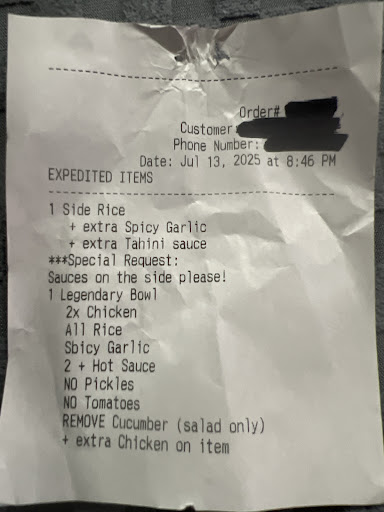 Order#
Customer:
Phone Number:
Date: Jul 13, 2025 at 8:46 PM
EXPEDITED ITEMS
1 Side Rice
+ extra Spicy Garlic
+ extra Tahini sauce
***Special Request:
Sauces on the side please!
1 Legendary Bowl
2x Chicken
All Rice
Sbicy Garlic
2 + Hot Sauce
NO Pickles
NO Tomatoes
REMOVE Cucumber (salad only)
+ extra Chicken on item